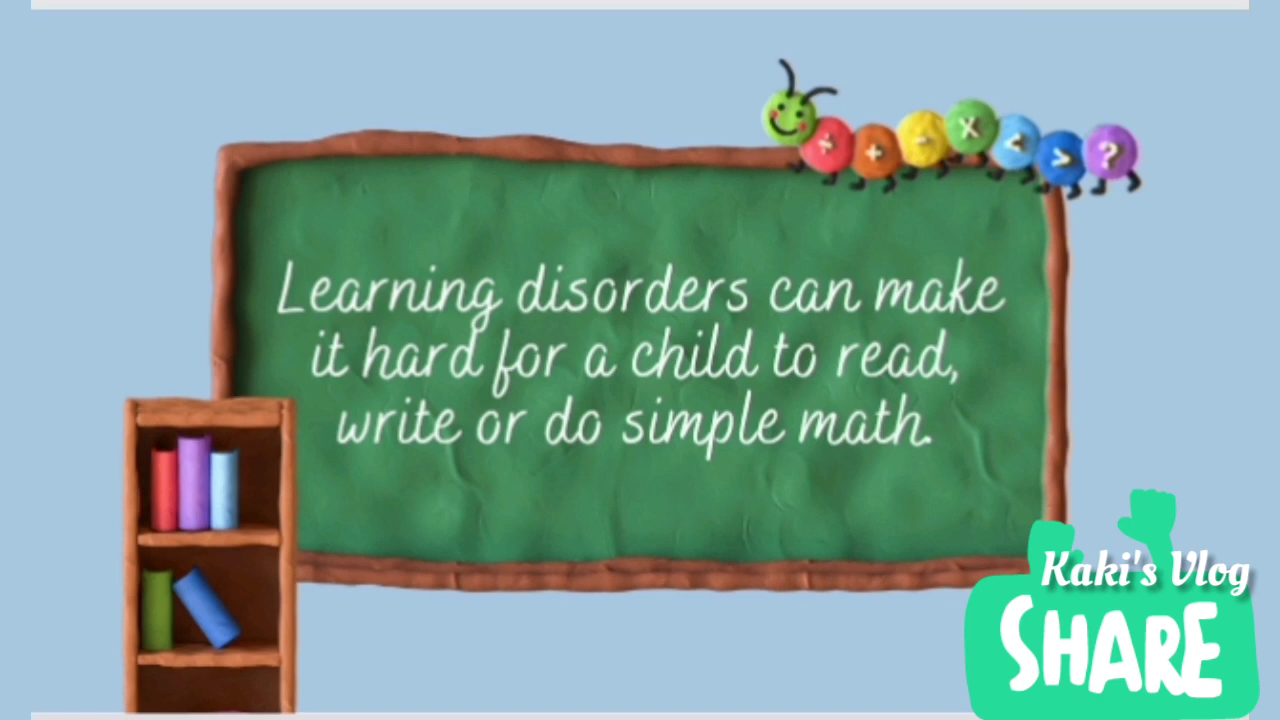 Learning disorders can make
it hard for a child to read,
write or do simple math.
Kaki's Vlog
SHARE